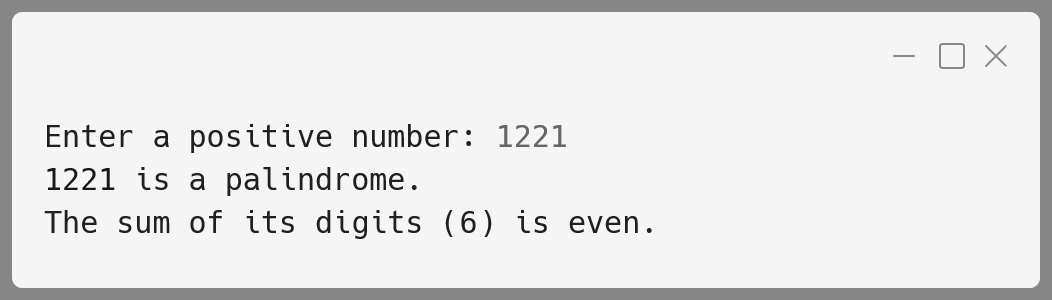 Enter a positive number: 1221
1221 is a palindrome.
The sum of its digits (6) is even.